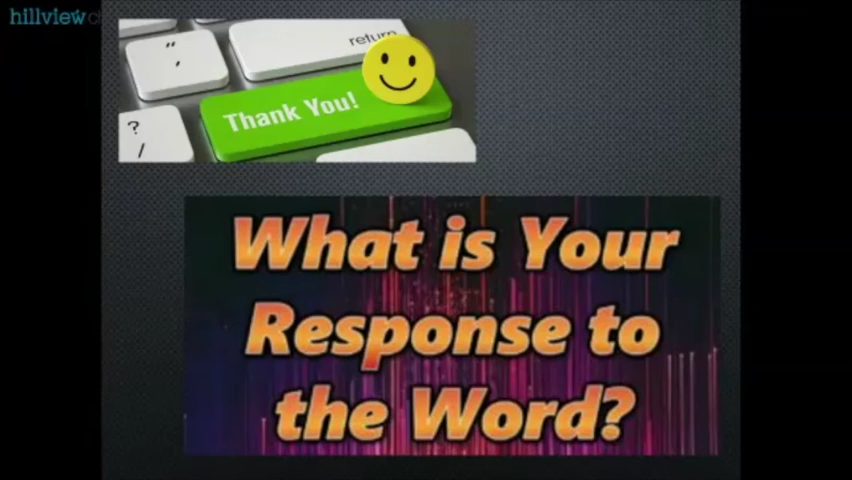 hillview
return
"
'
Thank You!
?
/
What is Your
Response to
the Word?